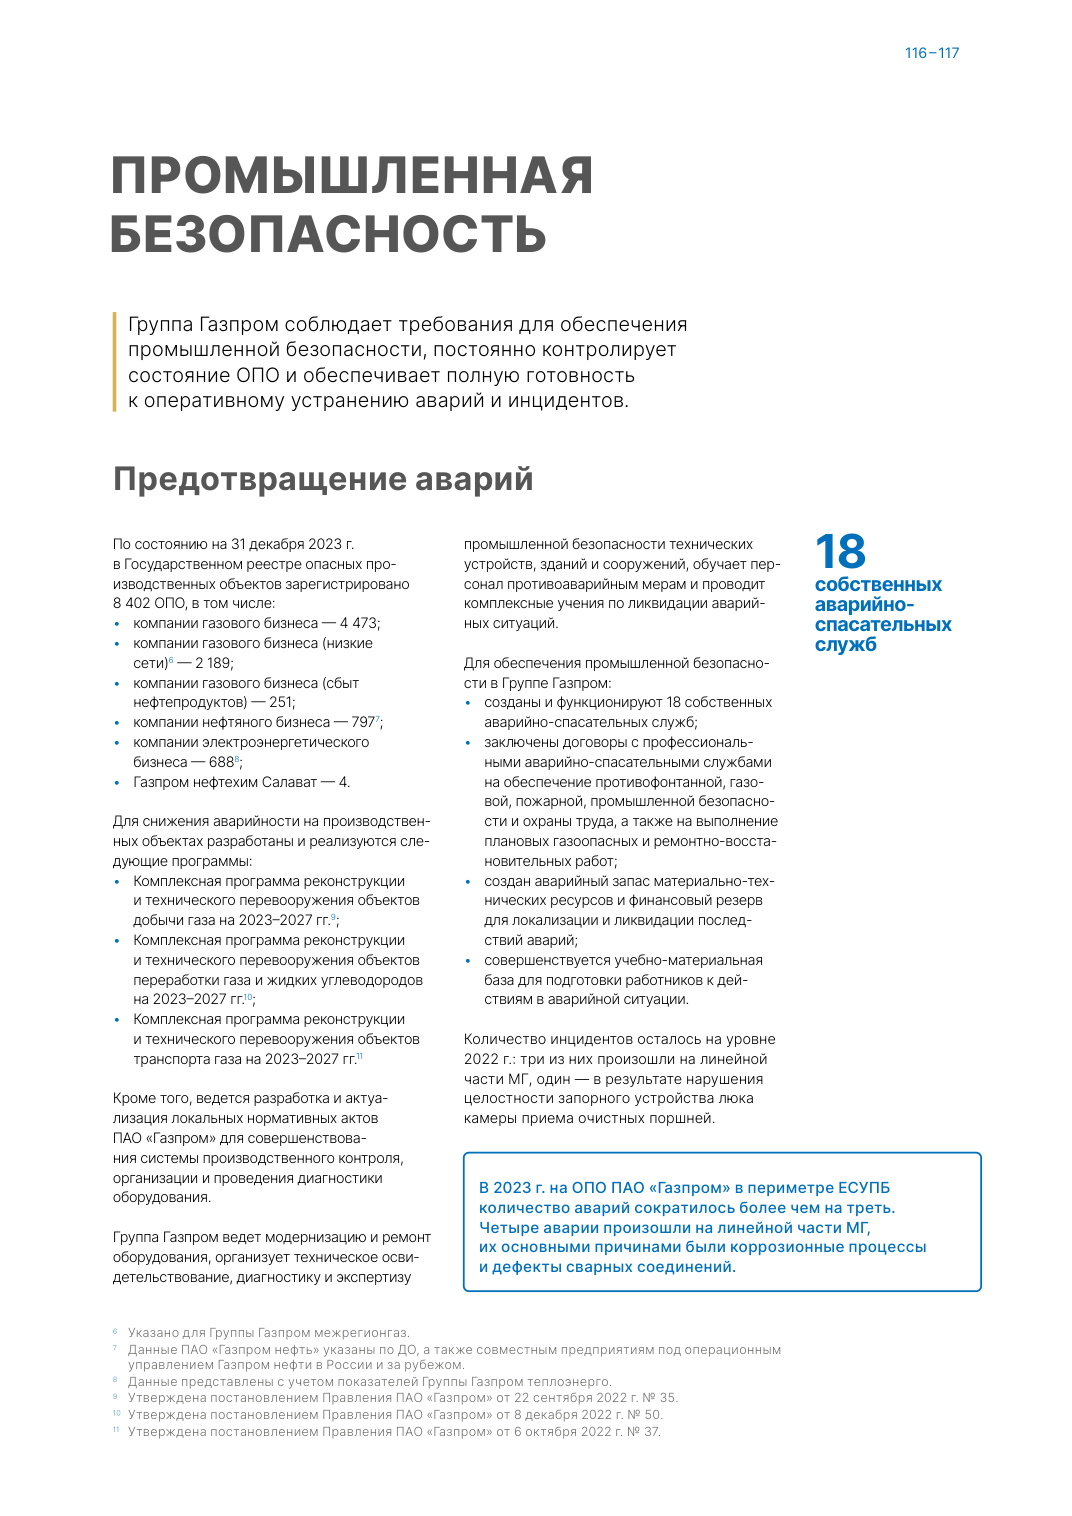 116–117
ПРОМЫШЛЕННАЯ
БЕЗОПАСНОСТЬ
Группа Газпром соблюдает требования для обеспечения
промышленной безопасности, постоянно контролирует
состояние ОПО и обеспечивает полную готовность
к оперативному устранению аварий и инцидентов.
Предотвращение аварий
По состоянию на 31 декабря 2023 г.
в Государственном реестре опасных про-
изводственных объектов зарегистрировано
8 402 ОПО, в том числе:
• компании газового бизнеса — 4 473;
• компании газового бизнеса (низкие
сети)⁶ — 2 189;
• компании газового бизнеса (сбыт
нефтепродуктов) — 251;
• компании нефтяного бизнеса — 797⁷;
• компании электроэнергетического
бизнеса — 688⁸;
• Газпром нефтехим Салават — 4.
Для снижения аварийности на производствен-
ных объектах разработаны и реализуются сле-
дующие программы:
• Комплексная программа реконструкции
и технического перевооружения объектов
добычи газа на 2023–2027 гг.⁹;
• Комплексная программа реконструкции
и технического перевооружения объектов
переработки газа и жидких углеводородов
на 2023–2027 гг.¹⁰;
• Комплексная программа реконструкции
и технического перевооружения объектов
транспорта газа на 2023–2027 гг.¹¹
Кроме того, ведется разработка и актуа-
лизация локальных нормативных актов
ПАО «Газпром» для совершенствова-
ния системы производственного контроля,
организации и проведения диагностики
оборудования.
Группа Газпром ведет модернизацию и ремонт
оборудования, организует техническое осви-
детельствование, диагностику и экспертизу
промышленной безопасности технических
устройств, зданий и сооружений, обучает пер-
сонал противоаварийным мерам и проводит
комплексные учения по ликвидации аварий-
ных ситуаций.
Для обеспечения промышленной безопасно-
сти в Группе Газпром:
• созданы и функционируют 18 собственных
аварийно-спасательных служб;
• заключены договоры с профессиональ-
ными аварийно-спасательными службами
на обеспечение противофонтанной, газо-
вой, пожарной, промышленной безопасно-
сти и охраны труда, а также на выполнение
плановых газоопасных и ремонтно-восста-
новительных работ;
• создан аварийный запас материально-тех-
нических ресурсов и финансовый резерв
для локализации и ликвидации послед-
ствий аварий;
• совершенствуется учебно-материальная
база для подготовки работников к дей-
ствиям в аварийной ситуации.
Количество инцидентов осталось на уровне
2022 г.: три из них произошли на линейной
части МГ, один — в результате нарушения
целостности запорного устройства люка
камеры приема очистных поршней.
18
собственных
аварийно-
спасательных
служб
В 2023 г. на ОПО ПАО «Газпром» в периметре ЕСУПБ
количество аварий сократилось более чем на треть.
Четыре аварии произошли на линейной части МГ,
их основными причинами были коррозионные процессы
и дефекты сварных соединений.
⁶ Указано для Группы Газпром межрегионгаз.
⁷ Данные ПАО «Газпром нефть» указаны по ДО, а также совместным предприятиям под операционным
управлением Газпром нефти в России и за рубежом.
⁸ Данные представлены с учетом показателей Группы Газпром теплоэнерго.
⁹ Утверждена постановлением Правления ПАО «Газпром» от 22 сентября 2022 г. № 35.
¹⁰ Утверждена постановлением Правления ПАО «Газпром» от 8 декабря 2022 г. № 50.
¹¹ Утверждена постановлением Правления ПАО «Газпром» от 6 октября 2022 г. № 37.